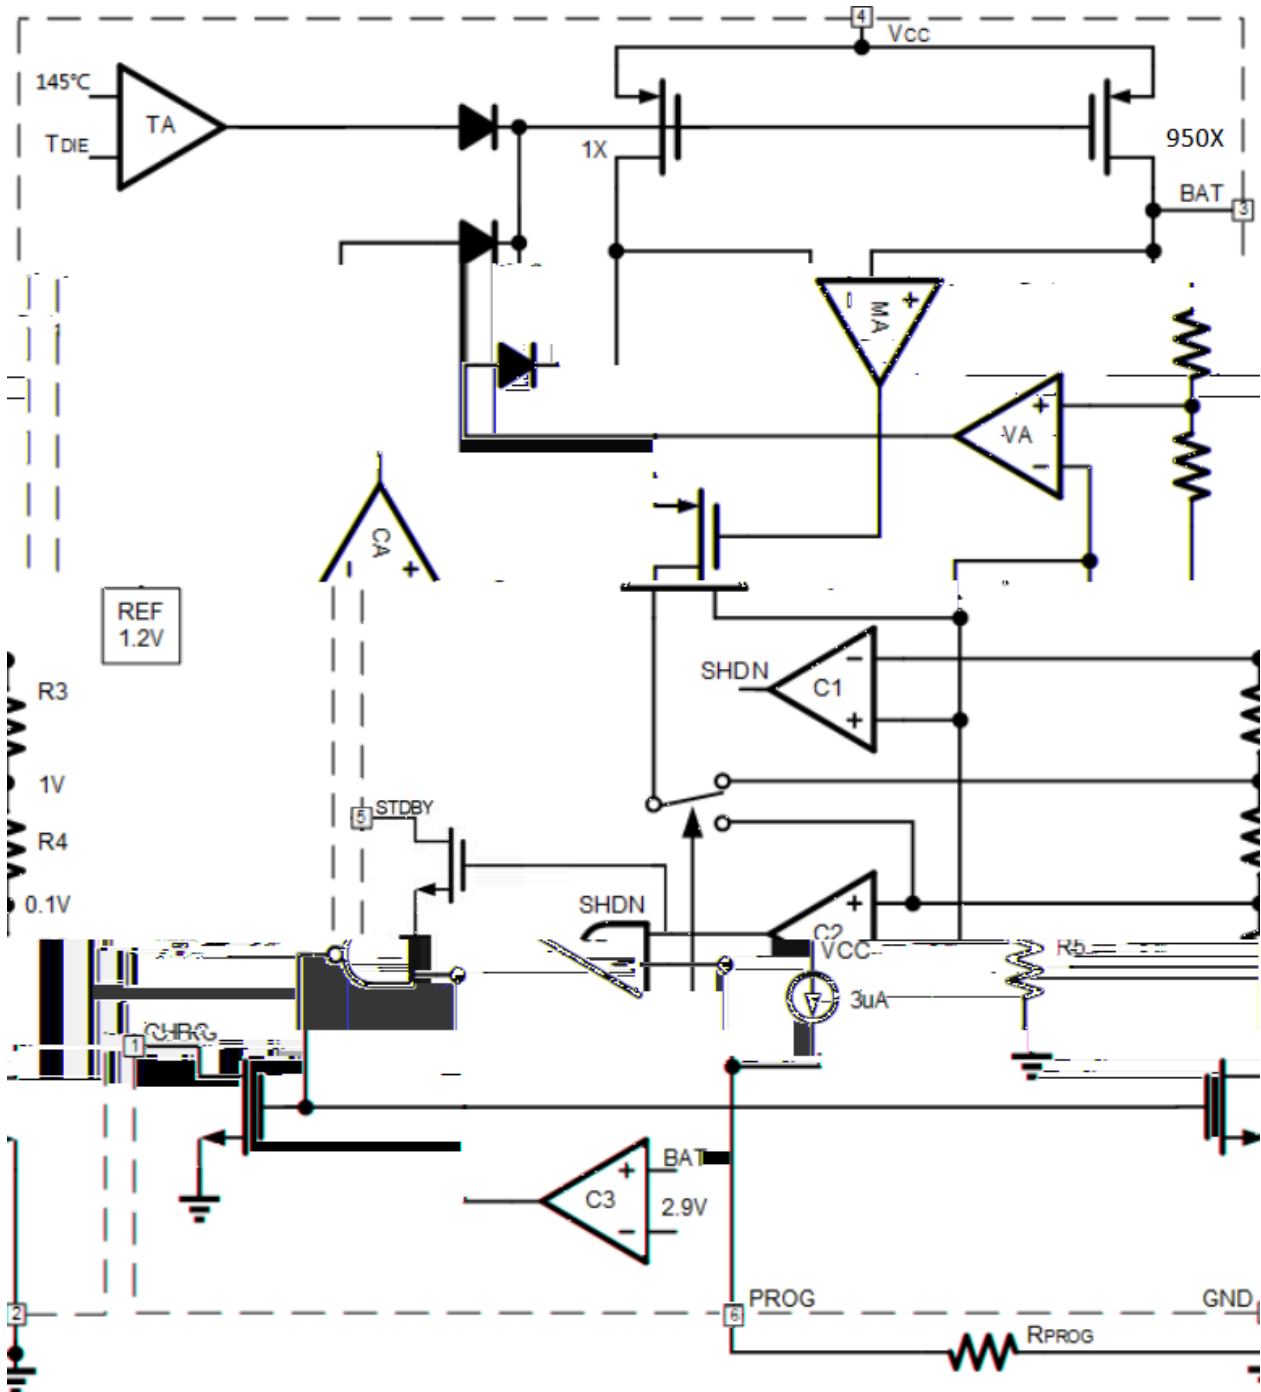 4
VCC
145℃
TA
TDIE
1X
950X
BAT
3
−
+
MA
+
VA
−
CA
−
+
REF
1.2V
SHDN
−
C1
+
R3
1V
R4
0.1V
5
STDBY
SHDN
+
C2
VCC
R5
3uA
1
CHRG
+
BAT
C3
2.9V
−
2
PROG
6
GND
RPROG